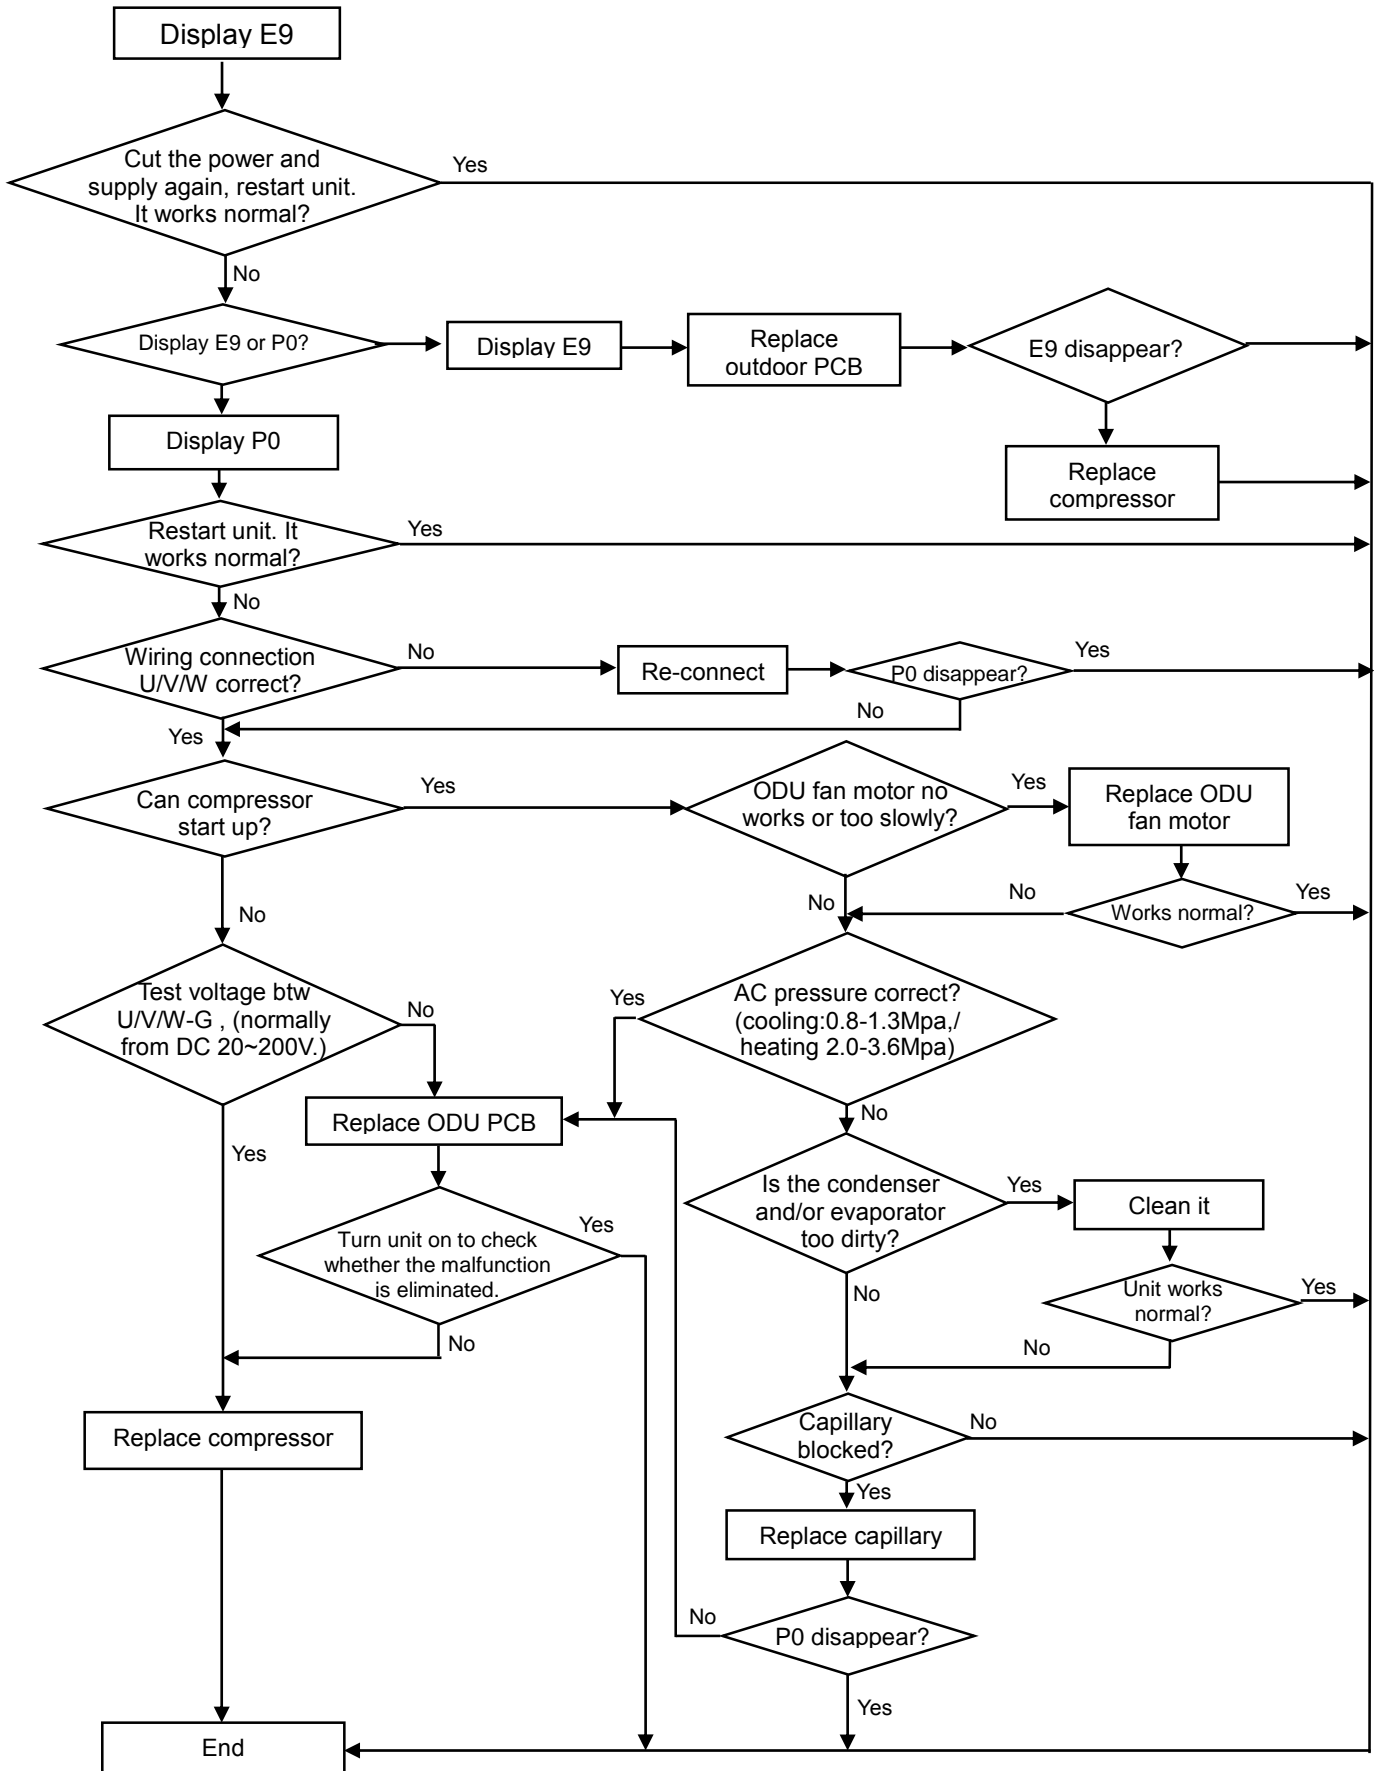 Display E9
Cut the power and
supply again, restart unit.
It works normal?
Yes
No
Display E9 or P0?
Display E9
Replace
outdoor PCB
E9 disappear?
Display P0
Replace
compressor
Restart unit. It
works normal?
Yes
No
Wiring connection
U/V/W correct?
No
Re-connect
P0 disappear?
Yes
No
Yes
Can compressor
start up?
Yes
ODU fan motor no
works or too slowly?
Yes
Replace ODU
fan motor
No
No
Works normal?
Yes
No
Test voltage btw
U/V/W-G , (normally
from DC 20~200V.)
No
Yes
AC pressure correct?
(cooling:0.8-1.3Mpa,/
heating 2.0-3.6Mpa)
Replace ODU PCB
No
Yes
Is the condenser
and/or evaporator
too dirty?
Yes
Clean it
Turn unit on to check
whether the malfunction
is eliminated.
Yes
No
No
Unit works
normal?
Yes
No
Capillary
blocked?
No
Replace compressor
Yes
Replace capillary
No
P0 disappear?
Yes
End